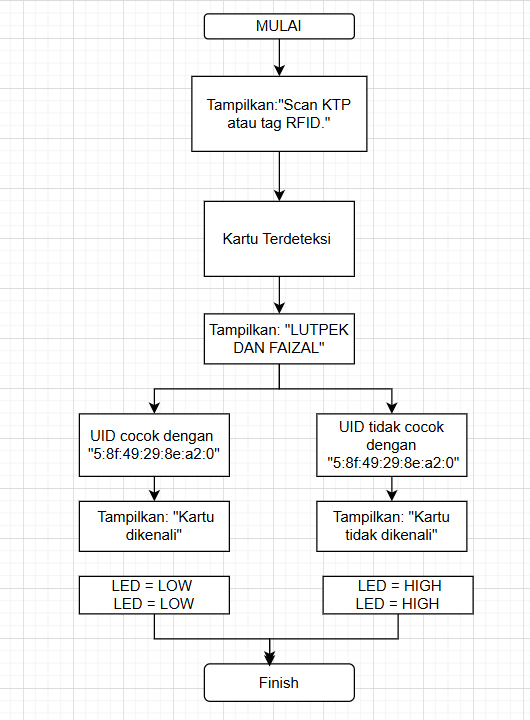 MULAI
Tampilkan:"Scan KTP
atau tag RFID."
Kartu Terdeteksi
Tampilkan: "LUTPEK
DAN FAIZAL"
UID cocok dengan
"5:8f:49:29:8e:a2:0"
UID tidak cocok
dengan
"5:8f:49:29:8e:a2:0"
Tampilkan: "Kartu
dikenali"
Tampilkan: "Kartu
tidak dikenali"
LED = LOW
LED = LOW
LED = HIGH
LED = HIGH
Finish